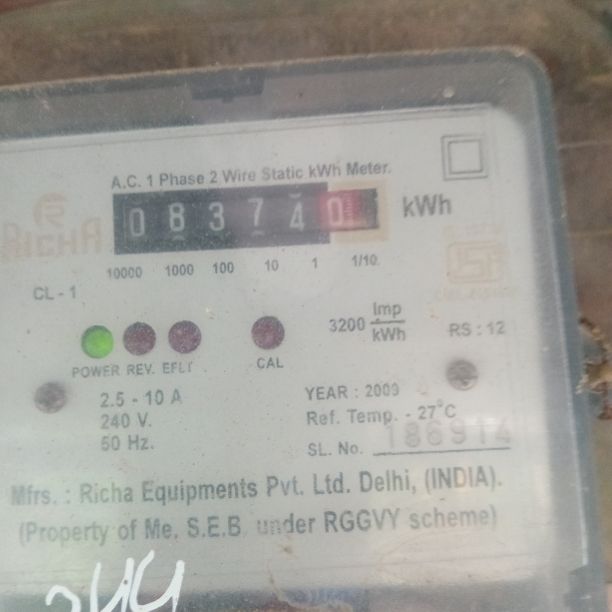 A.C. 1 Phase 2 Wire Static kWh Meter.
RICHA
0 8 3 7 4 0 kWh
10000 1000 100 10 1 1/10
CL - 1
3200 Imp
kWh
RS : 12
POWER REV. EFLT CAL
2.5 - 10 A
240 V.
50 Hz.
YEAR : 2009
Ref. Temp. - 27°C
SL. No. 186914
Mfrs. : Richa Equipments Pvt. Ltd. Delhi, (INDIA).
(Property of Me. S.E.B. under RGGVY scheme)